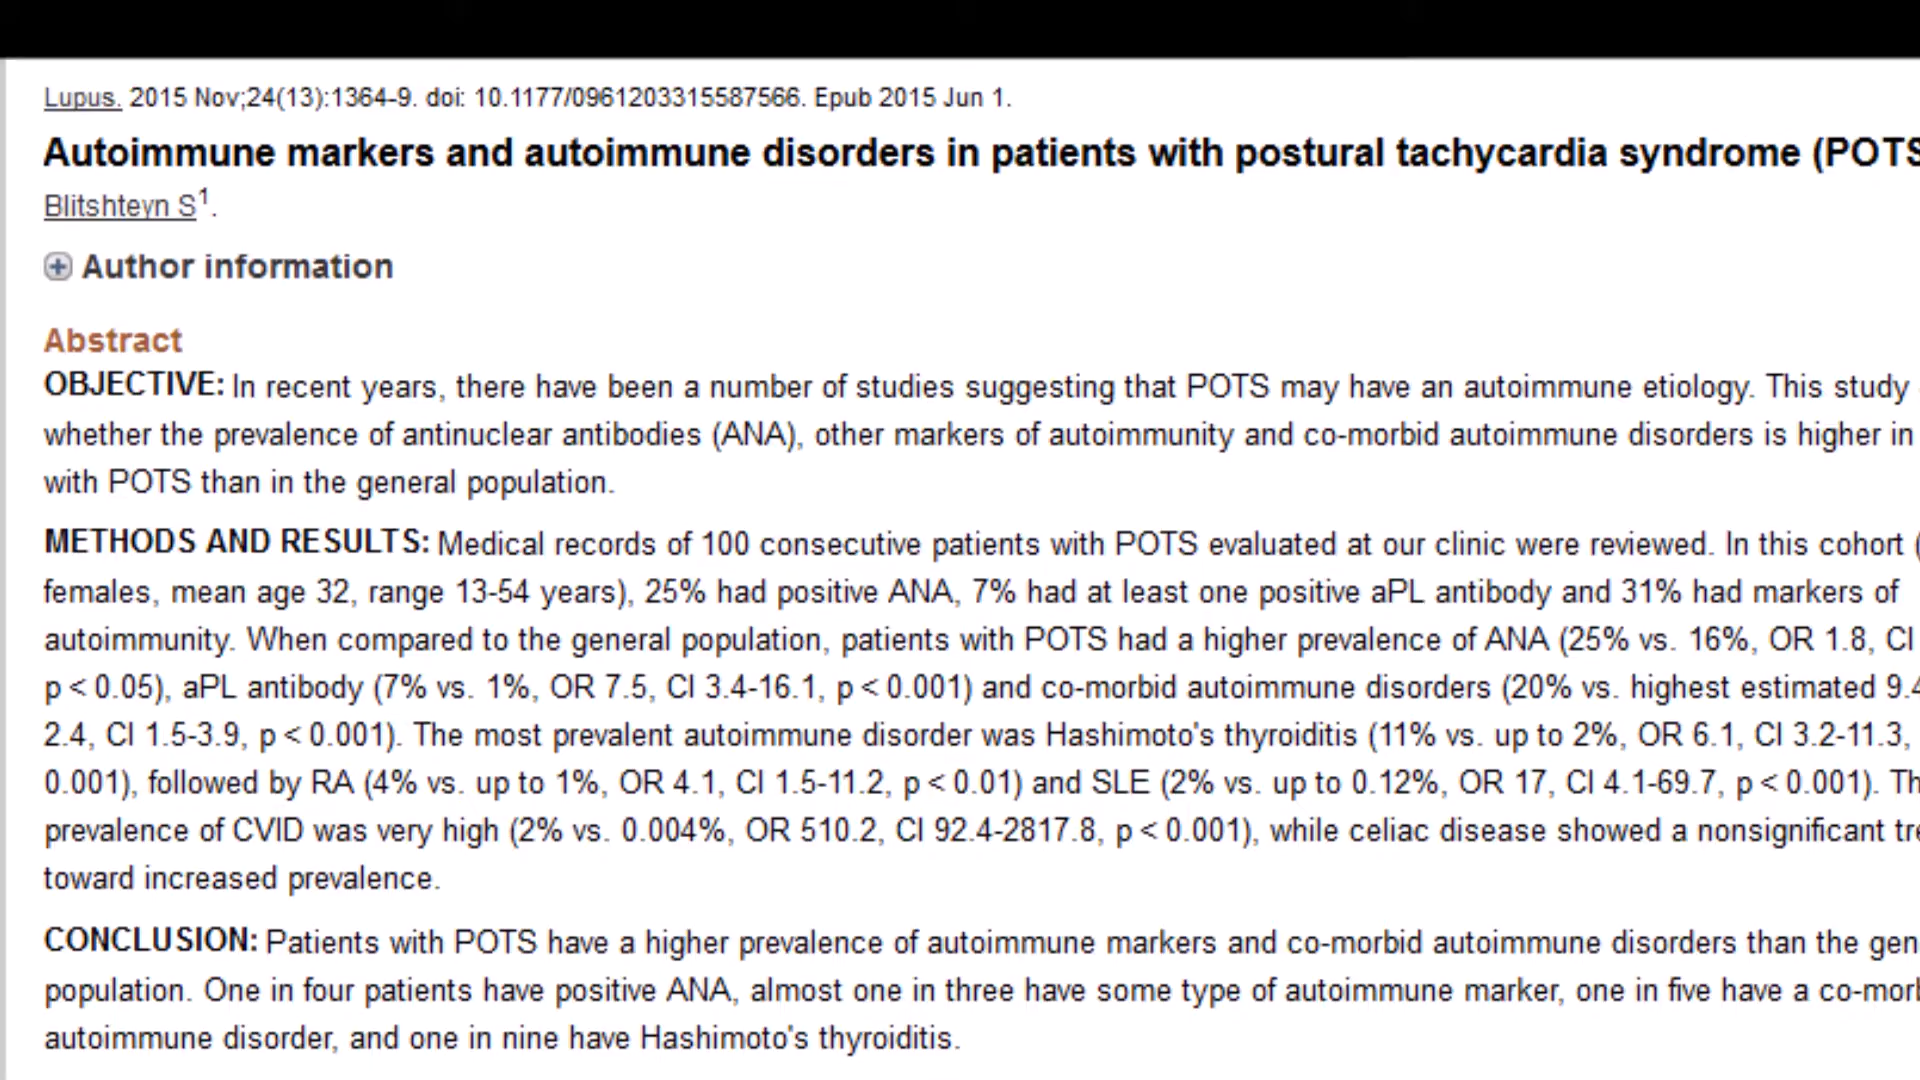 Lupus. 2015 Nov;24(13):1364-9. doi: 10.1177/0961203315587566. Epub 2015 Jun 1.
Autoimmune markers and autoimmune disorders in patients with postural tachycardia syndrome (POTS
Blitshteyn S1.
Author information
Abstract
OBJECTIVE: In recent years, there have been a number of studies suggesting that POTS may have an autoimmune etiology. This study
whether the prevalence of antinuclear antibodies (ANA), other markers of autoimmunity and co-morbid autoimmune disorders is higher in
with POTS than in the general population.
METHODS AND RESULTS: Medical records of 100 consecutive patients with POTS evaluated at our clinic were reviewed. In this cohort (
females, mean age 32, range 13-54 years), 25% had positive ANA, 7% had at least one positive aPL antibody and 31% had markers of
autoimmunity. When compared to the general population, patients with POTS had a higher prevalence of ANA (25% vs. 16%, OR 1.8, CI
p < 0.05), aPL antibody (7% vs. 1%, OR 7.5, CI 3.4-16.1, p < 0.001) and co-morbid autoimmune disorders (20% vs. highest estimated 9.4
2.4, CI 1.5-3.9, p < 0.001). The most prevalent autoimmune disorder was Hashimoto's thyroiditis (11% vs. up to 2%, OR 6.1, CI 3.2-11.3,
0.001), followed by RA (4% vs. up to 1%, OR 4.1, CI 1.5-11.2, p < 0.01) and SLE (2% vs. up to 0.12%, OR 17, CI 4.1-69.7, p < 0.001). Th
prevalence of CVID was very high (2% vs. 0.004%, OR 510.2, CI 92.4-2817.8, p < 0.001), while celiac disease showed a nonsignificant tre
toward increased prevalence.
CONCLUSION: Patients with POTS have a higher prevalence of autoimmune markers and co-morbid autoimmune disorders than the gen
population. One in four patients have positive ANA, almost one in three have some type of autoimmune marker, one in five have a co-morb
autoimmune disorder, and one in nine have Hashimoto's thyroiditis.